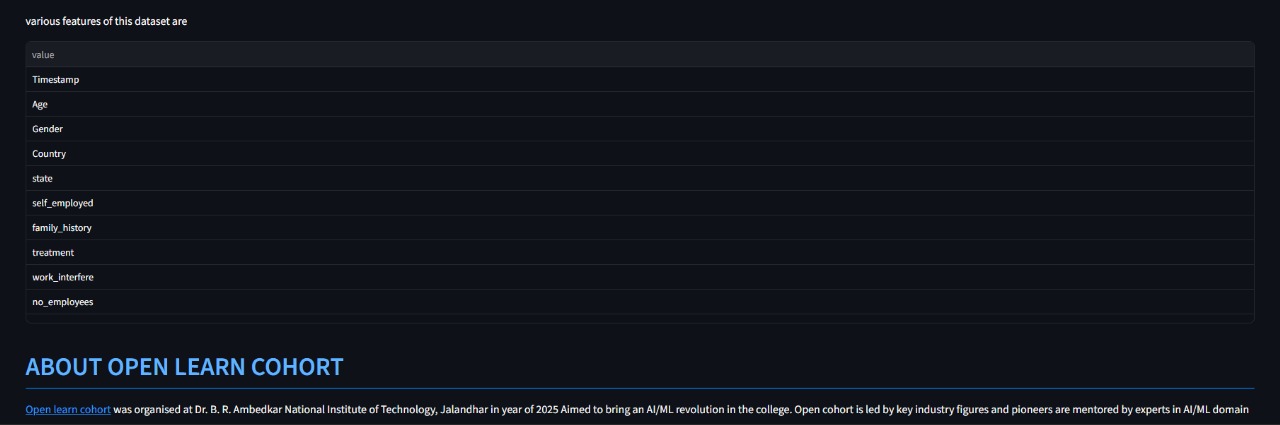 various features of this dataset are
value
Timestamp
Age
Gender
Country
state
self_employed
family_history
treatment
work_interfere
no_employees
ABOUT OPEN LEARN COHORT
Open learn cohort was organised at Dr. B. R. Ambedkar National Institute of Technology, Jalandhar in year of 2025 Aimed to bring an AI/ML revolution in the college. Open cohort is led by key industry figures and pioneers are mentored by experts in AI/ML domain